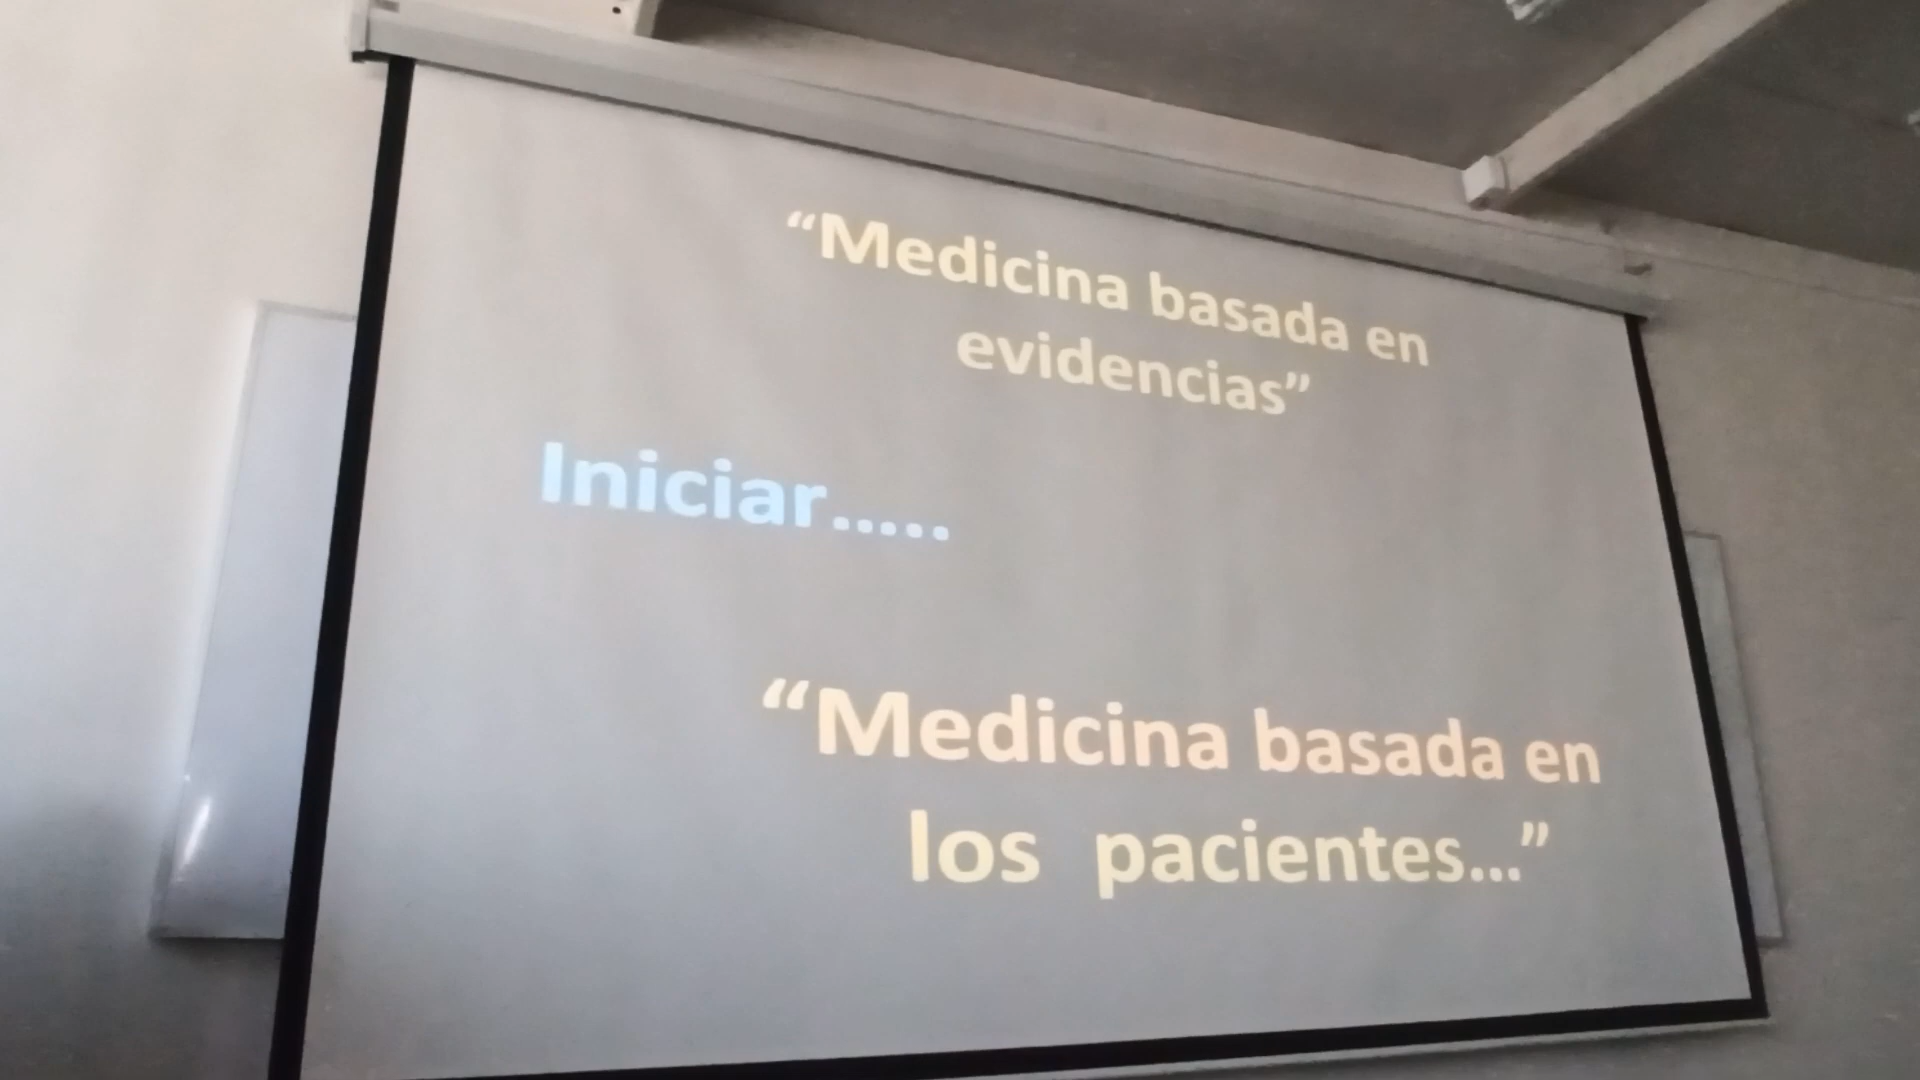 “Medicina basada en
evidencias”
Iniciar.....
“Medicina basada en
los pacientes...”